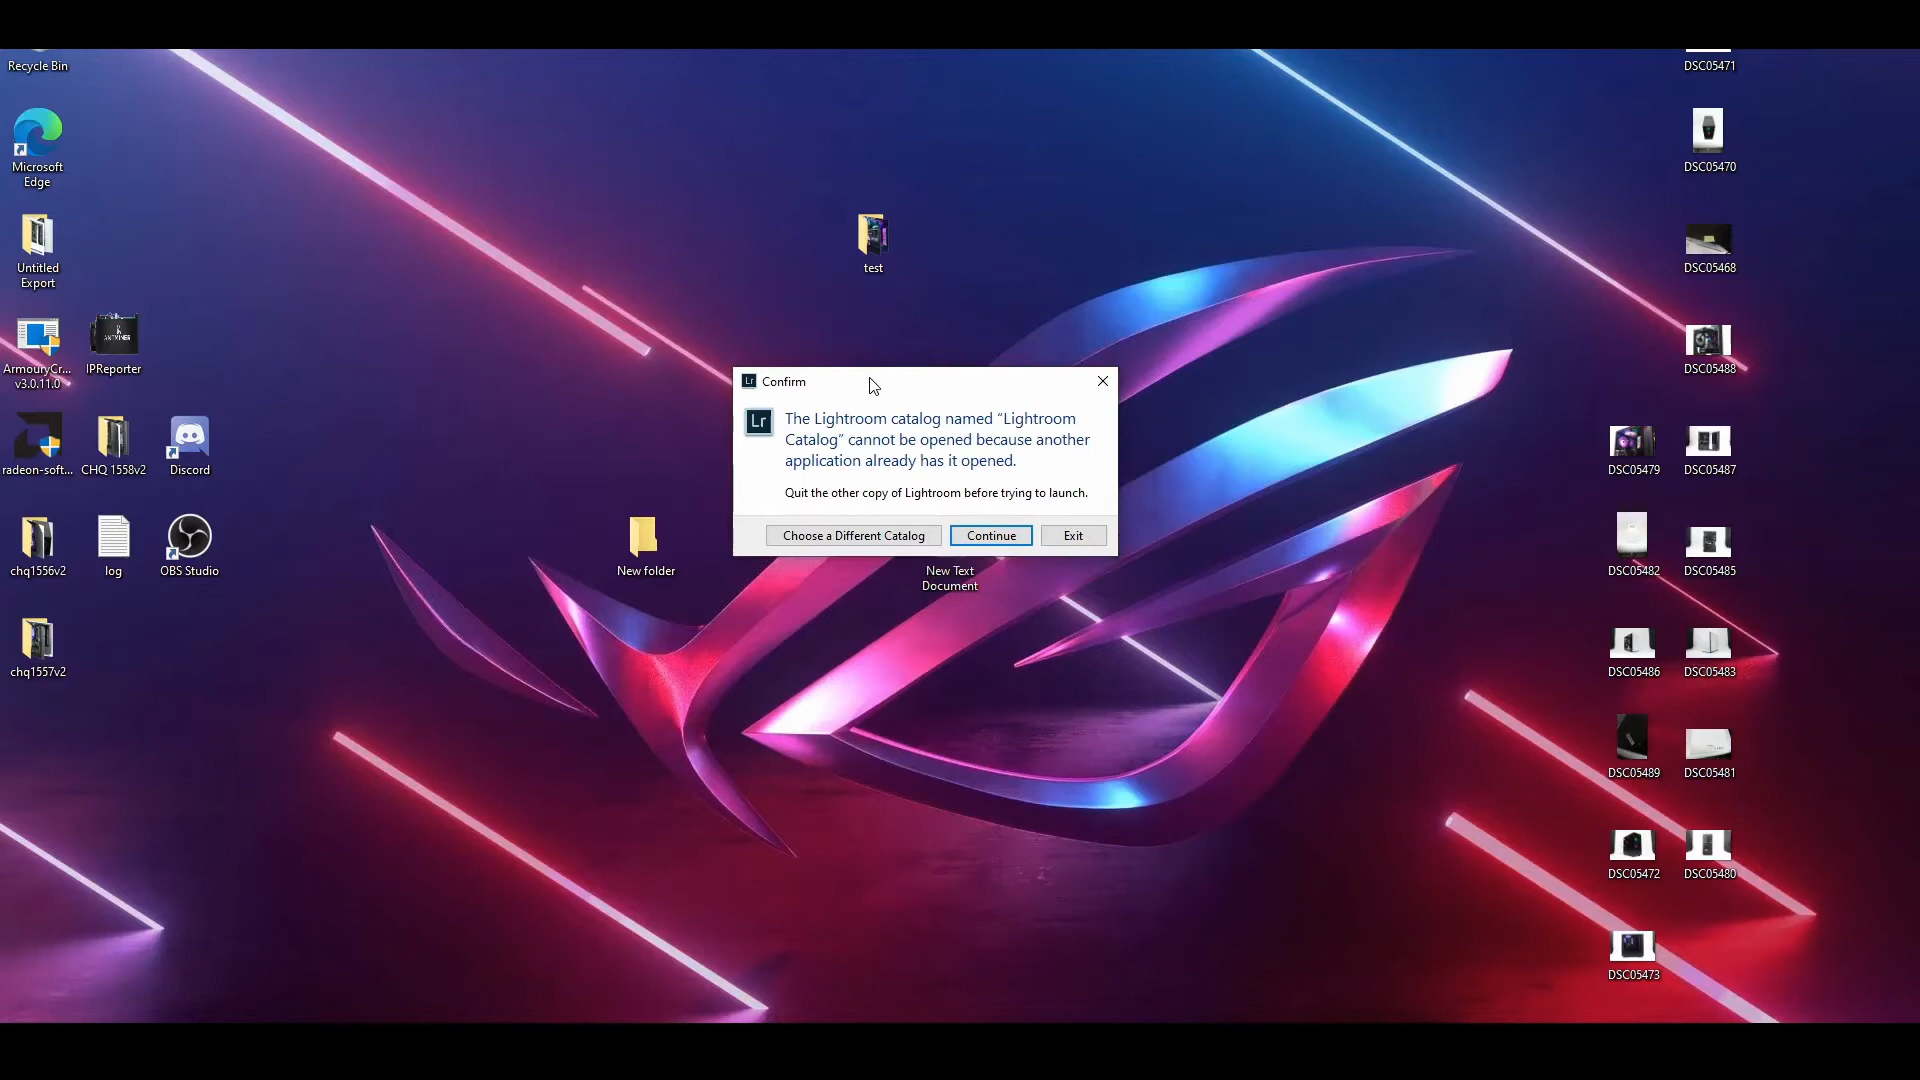 Recycle Bin
Microsoft
Edge
Untitled
Export
ArmouryCr...
v3.0.11.0
ANTMINER
IPReporter
radeon-soft...
CHQ 1558v2
Discord
chq1556v2
log
OBS Studio
chq1557v2
test
New folder
New Text
Document
Lr Confirm
Lr
The Lightroom catalog named “Lightroom
Catalog” cannot be opened because another
application already has it opened.
Quit the other copy of Lightroom before trying to launch.
Choose a Different Catalog
Continue
Exit
DSC05471
DSC05470
DSC05468
DSC05488
DSC05479
DSC05487
DSC05482
DSC05485
DSC05486
DSC05483
DSC05489
DSC05481
DSC05472
DSC05480
DSC05473